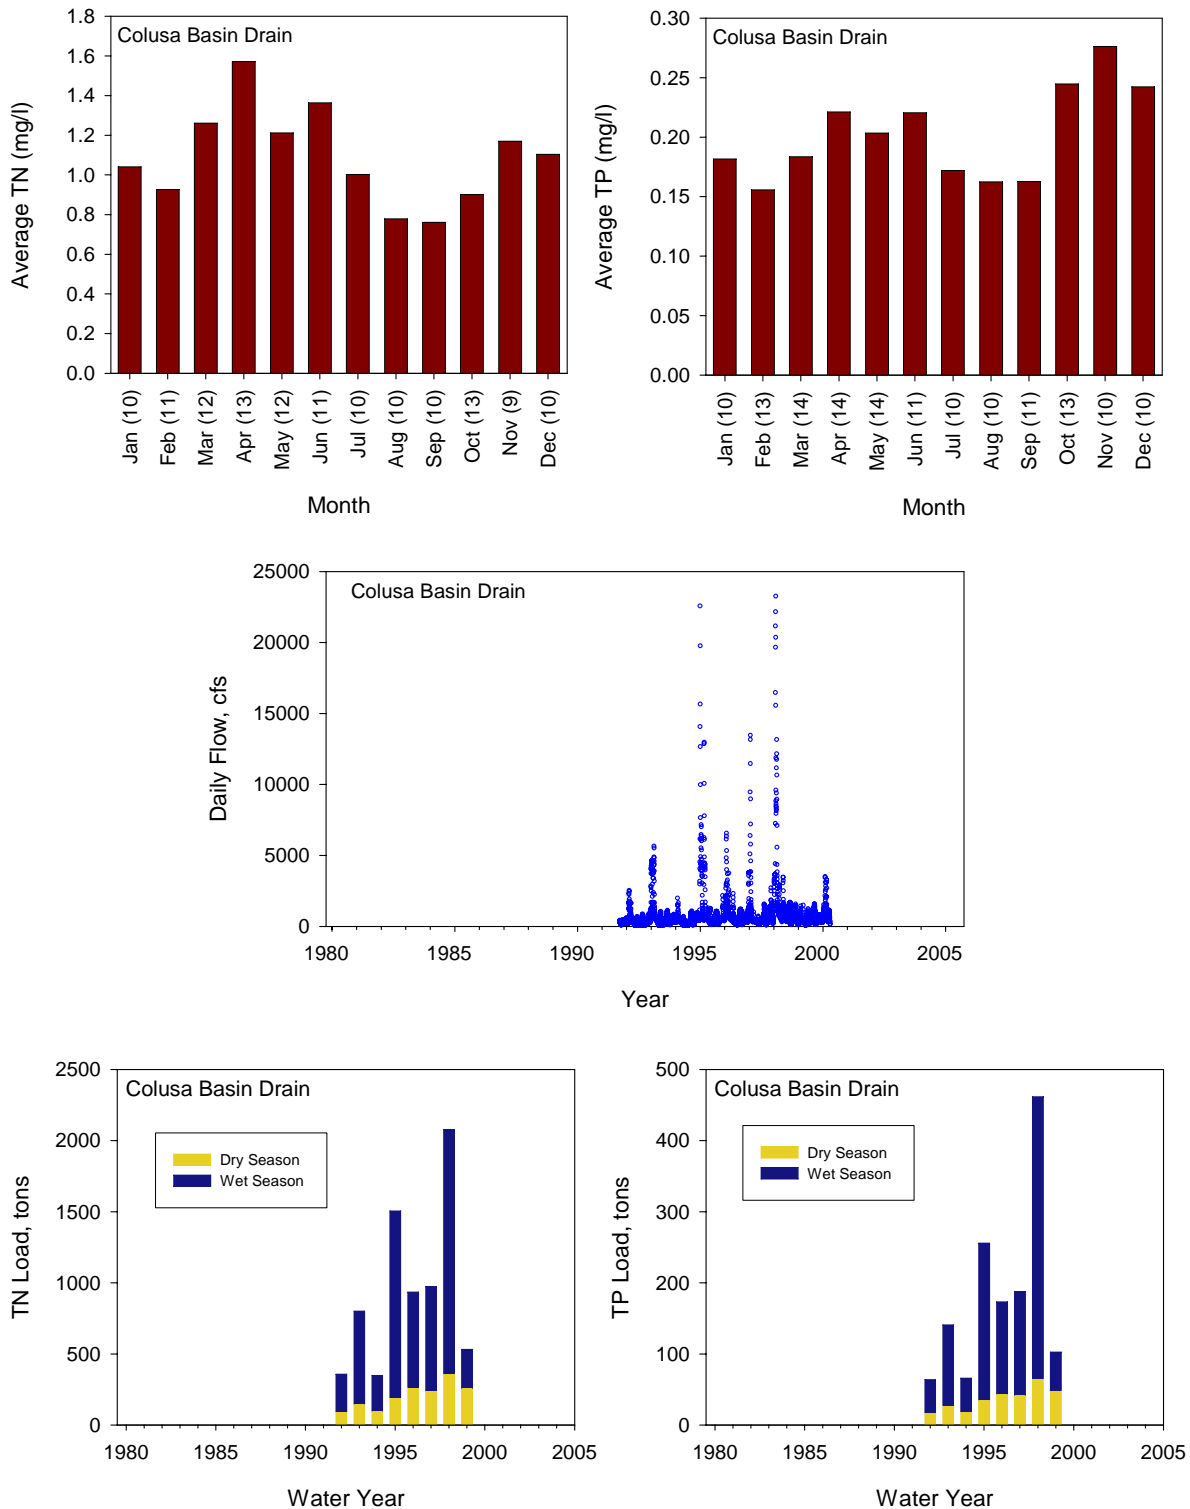 Colusa Basin Drain
Average TN (mg/l)
1.8
1.6
1.4
1.2
1.0
0.8
0.6
0.4
0.2
0.0
Jan (10)
Feb (11)
Mar (12)
Apr (13)
May (12)
Jun (11)
Jul (10)
Aug (10)
Sep (10)
Oct (13)
Nov (9)
Dec (10)
Month
Colusa Basin Drain
Average TP (mg/l)
0.30
0.25
0.20
0.15
0.10
0.05
0.00
Jan (10)
Feb (13)
Mar (14)
Apr (14)
May (14)
Jun (11)
Jul (10)
Aug (10)
Sep (11)
Oct (13)
Nov (10)
Dec (10)
Month
Colusa Basin Drain
Daily Flow, cfs
25000
20000
15000
10000
5000
0
1980 1985 1990 1995 2000 2005
Year
Colusa Basin Drain
Dry Season
Wet Season
TN Load, tons
2500
2000
1500
1000
500
0
1980 1985 1990 1995 2000 2005
Water Year
Colusa Basin Drain
Dry Season
Wet Season
TP Load, tons
500
400
300
200
100
0
1980 1985 1990 1995 2000 2005
Water Year